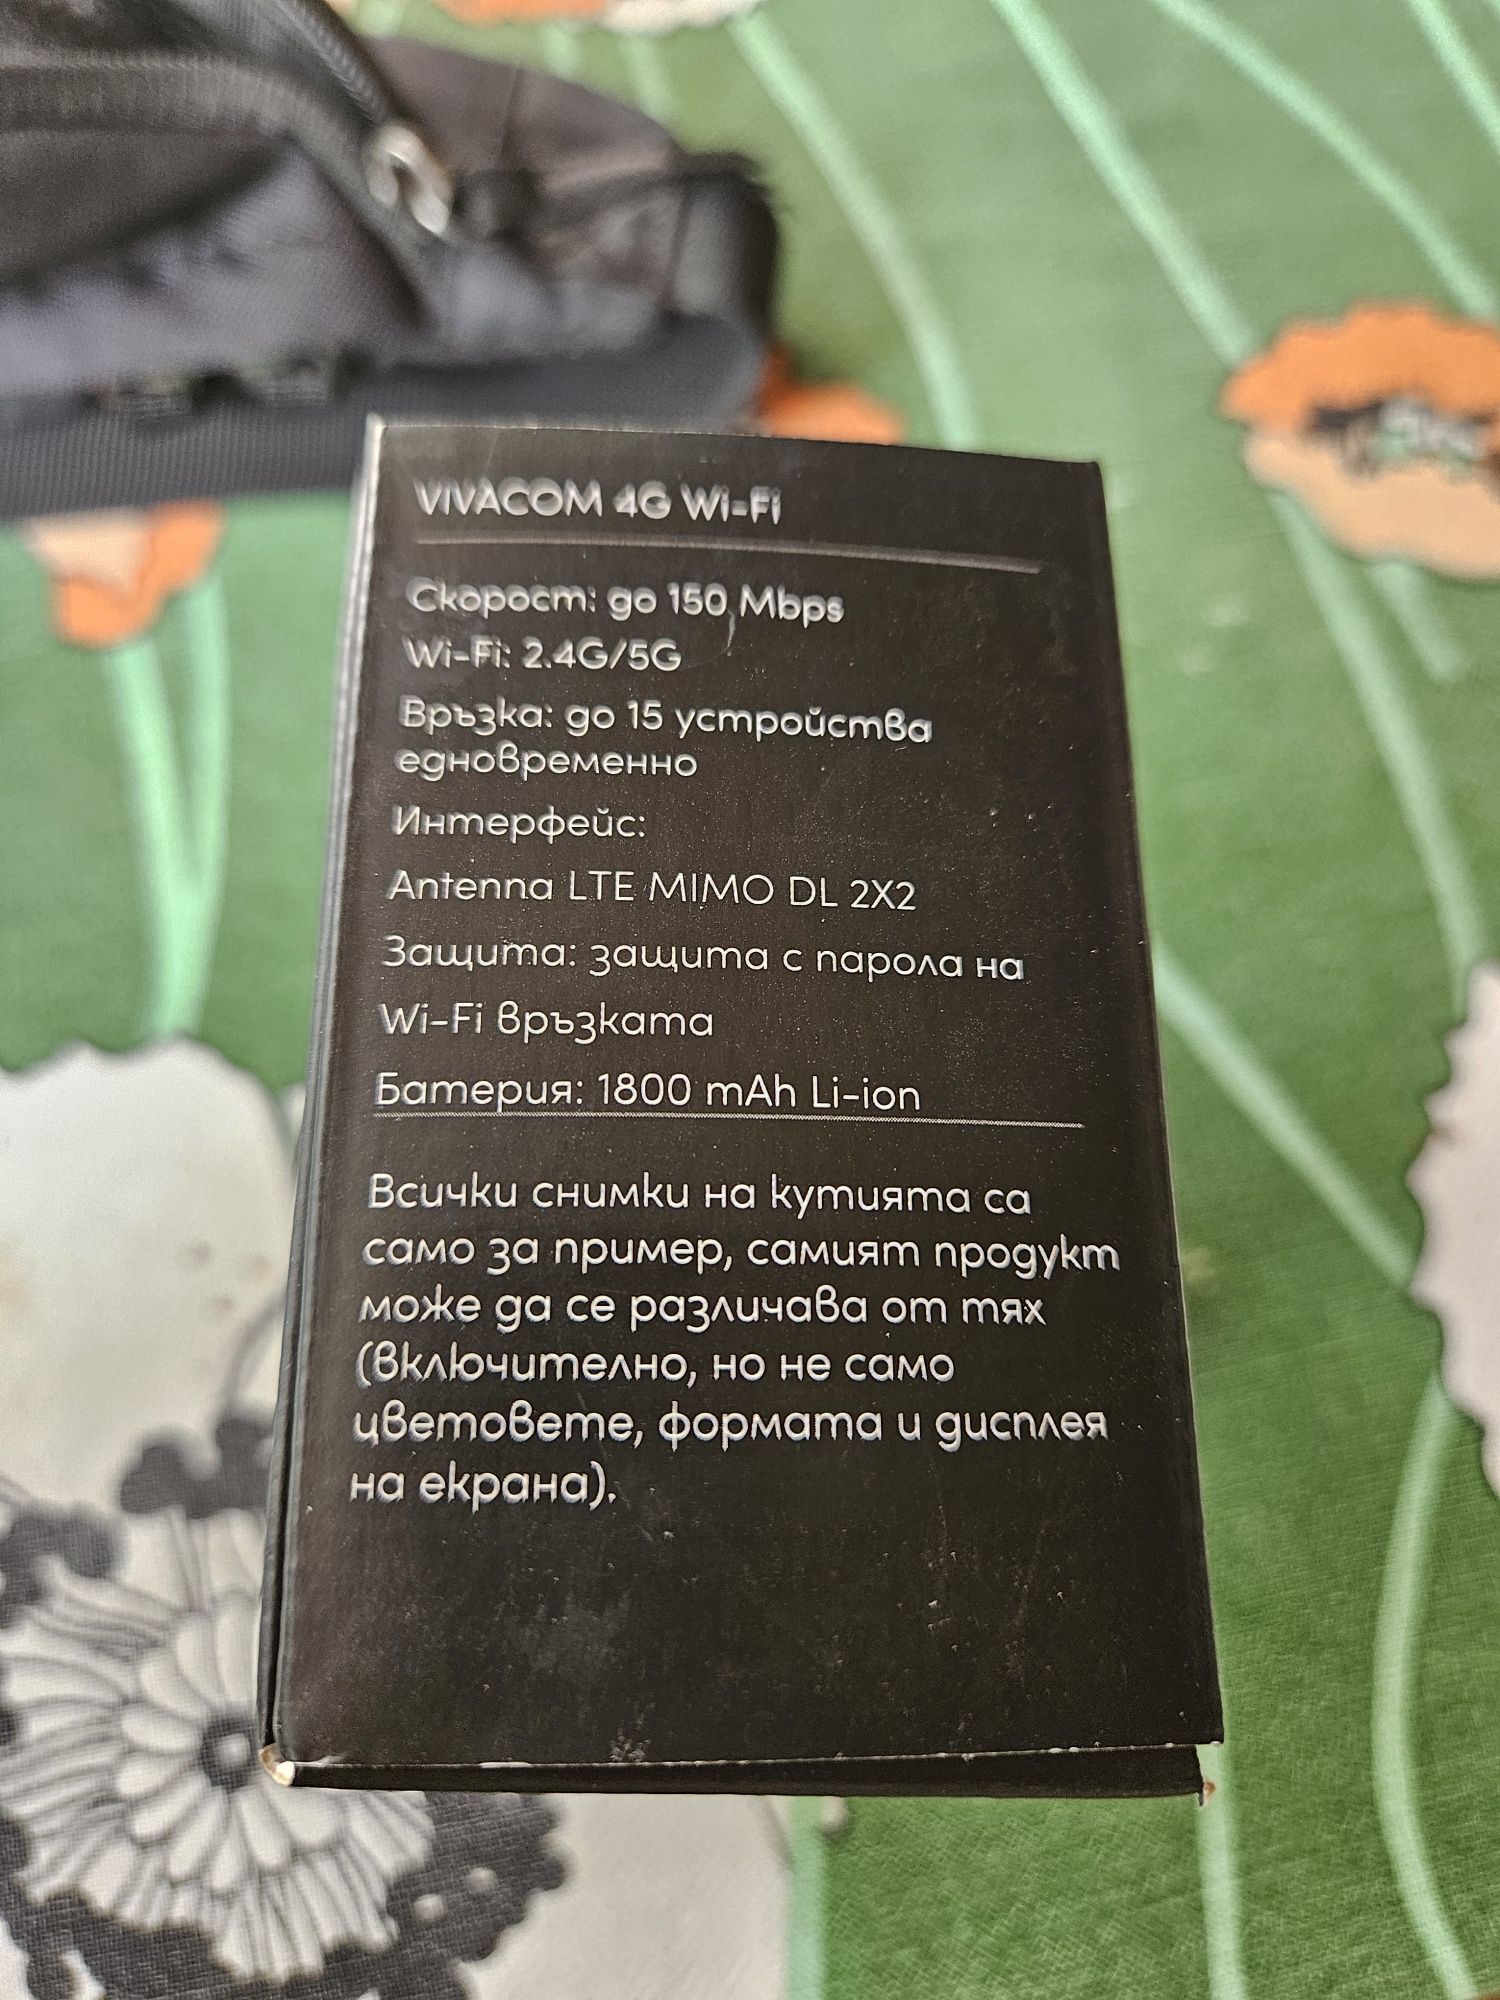 VIVACOM 4G Wi-Fi
Скорост: до 150 Mbps
Wi-Fi: 2.4G/5G
Връзка: до 15 устройства
едновременно
Интерфейс:
Antenna LTE MIMO DL 2X2
Защита: защита с парола на
Wi-Fi връзката
Батерия: 1800 mAh Li-ion
Всички снимки на кутията са
само за пример, самият продукт
може да се различава от тях
(включително, но не само
цветовете, формата и дисплея
на екрана).